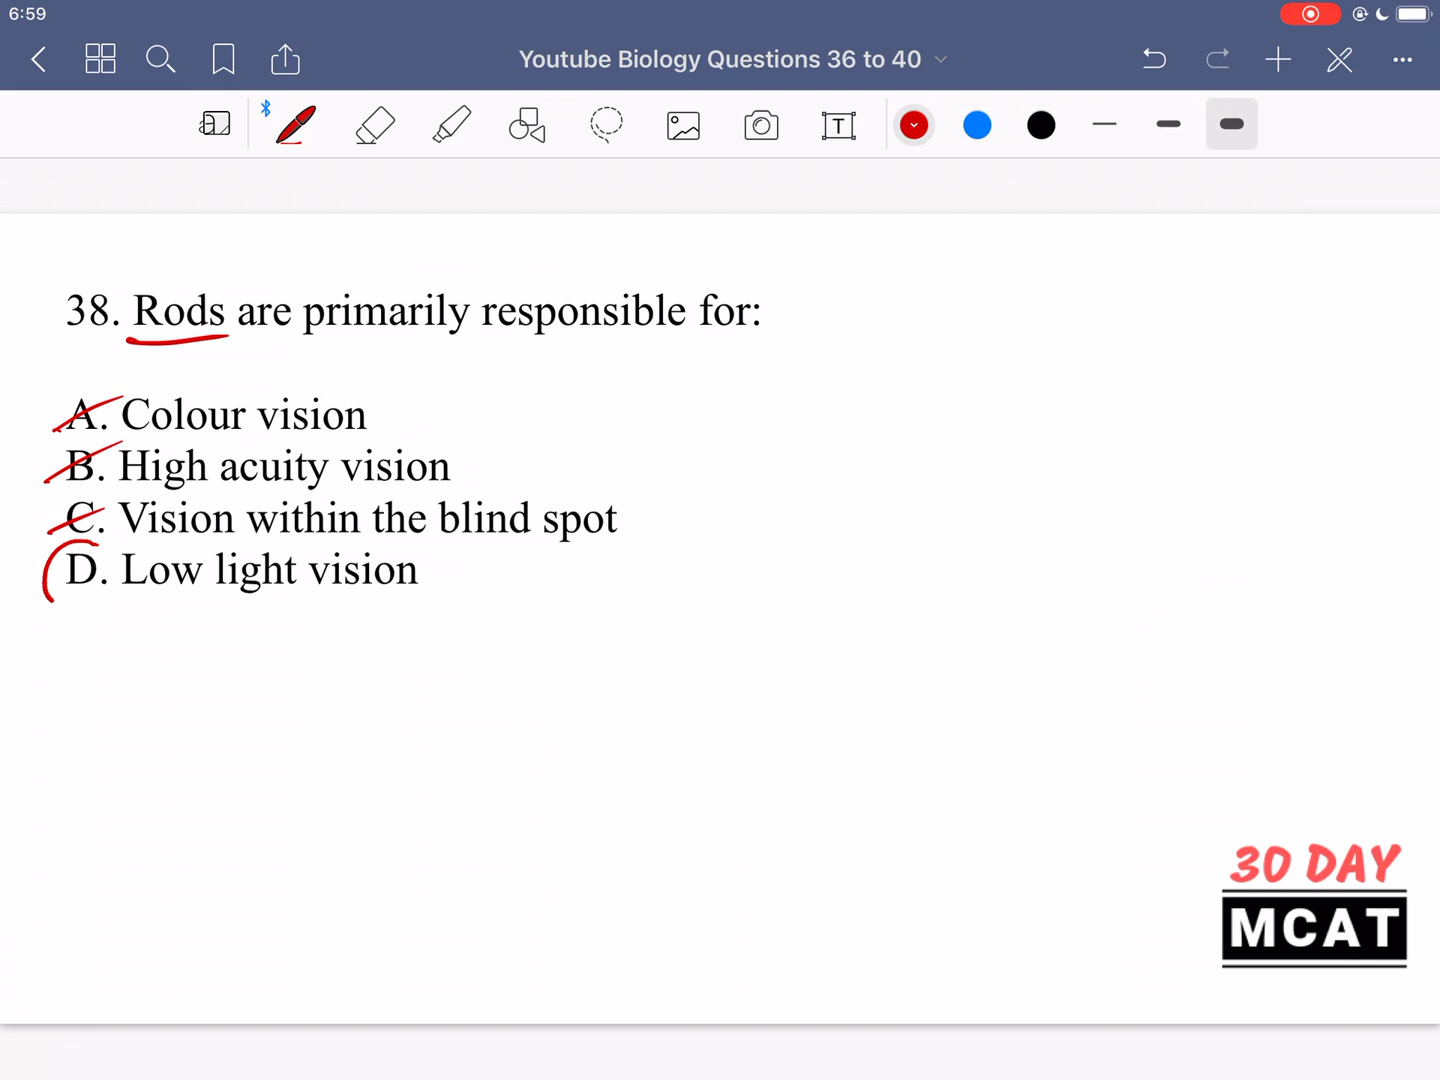 6:59
Youtube Biology Questions 36 to 40
T
38. Rods are primarily responsible for:
A. Colour vision
B. High acuity vision
C. Vision within the blind spot
D. Low light vision
30 DAY
MCAT